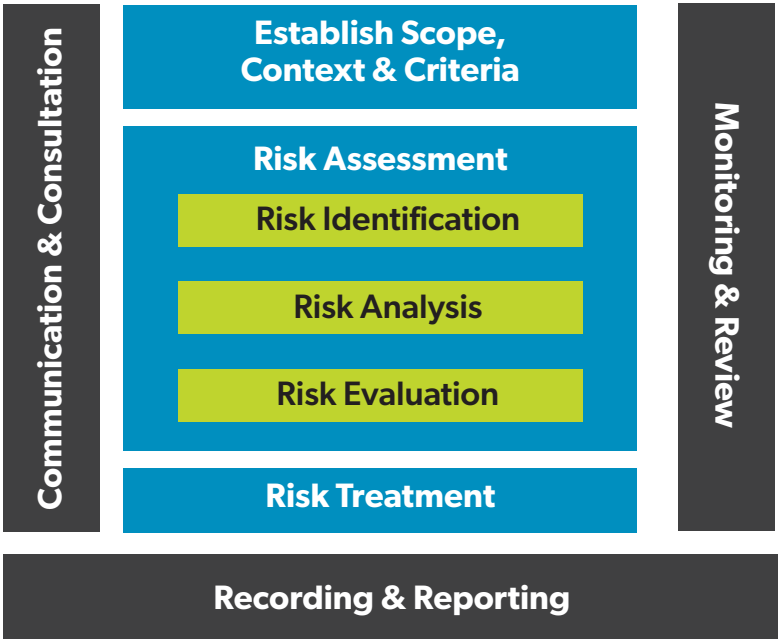 Communication & Consultation
Establish Scope,
Context & Criteria
Risk Assessment
Risk Identification
Risk Analysis
Risk Evaluation
Risk Treatment
Monitoring & Review
Recording & Reporting